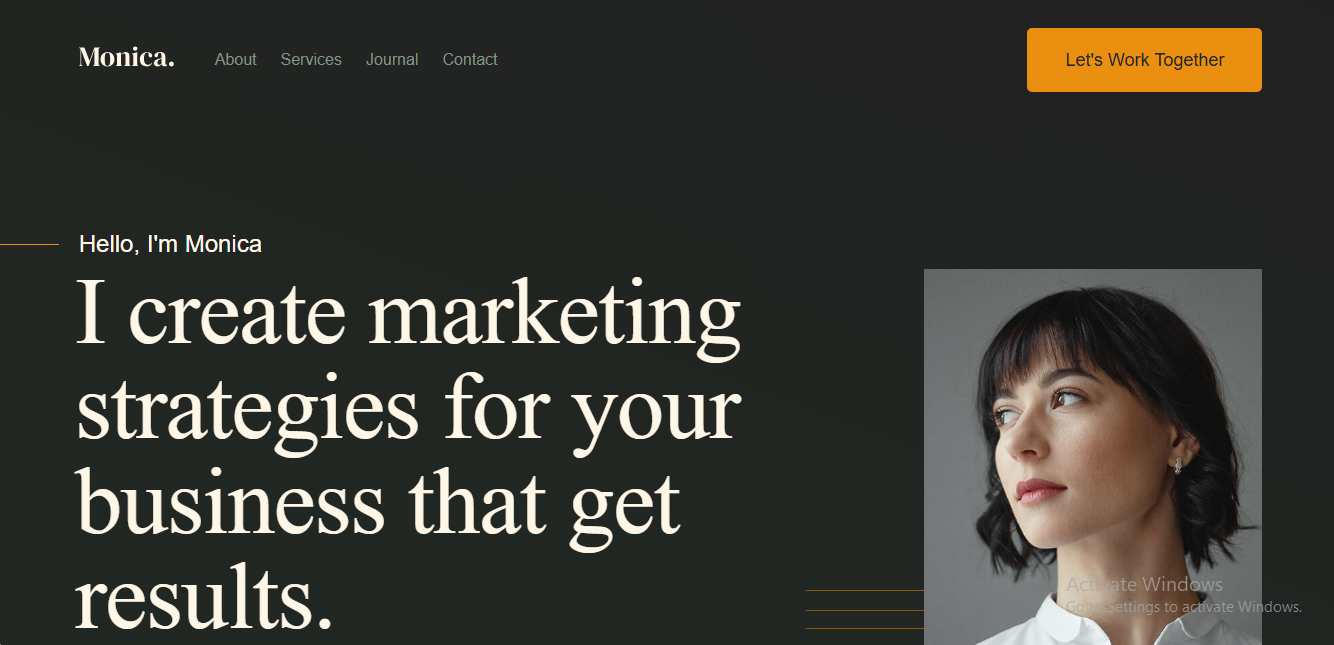 Monica.
About
Services
Journal
Contact
Let's Work Together
Hello, I'm Monica
I create marketing
strategies for your
business that get
results.
Activate Windows
Go to Settings to activate Windows.